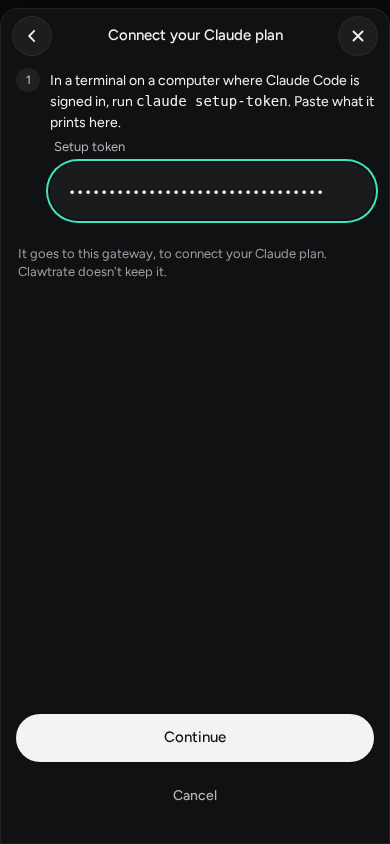 Connect your Claude plan
1
In a terminal on a computer where Claude Code is
signed in, run claude setup-token. Paste what it
prints here.
Setup token
••••••••••••••••••••••••••••••••
It goes to this gateway, to connect your Claude plan.
Clawtrate doesn't keep it.
Continue
Cancel